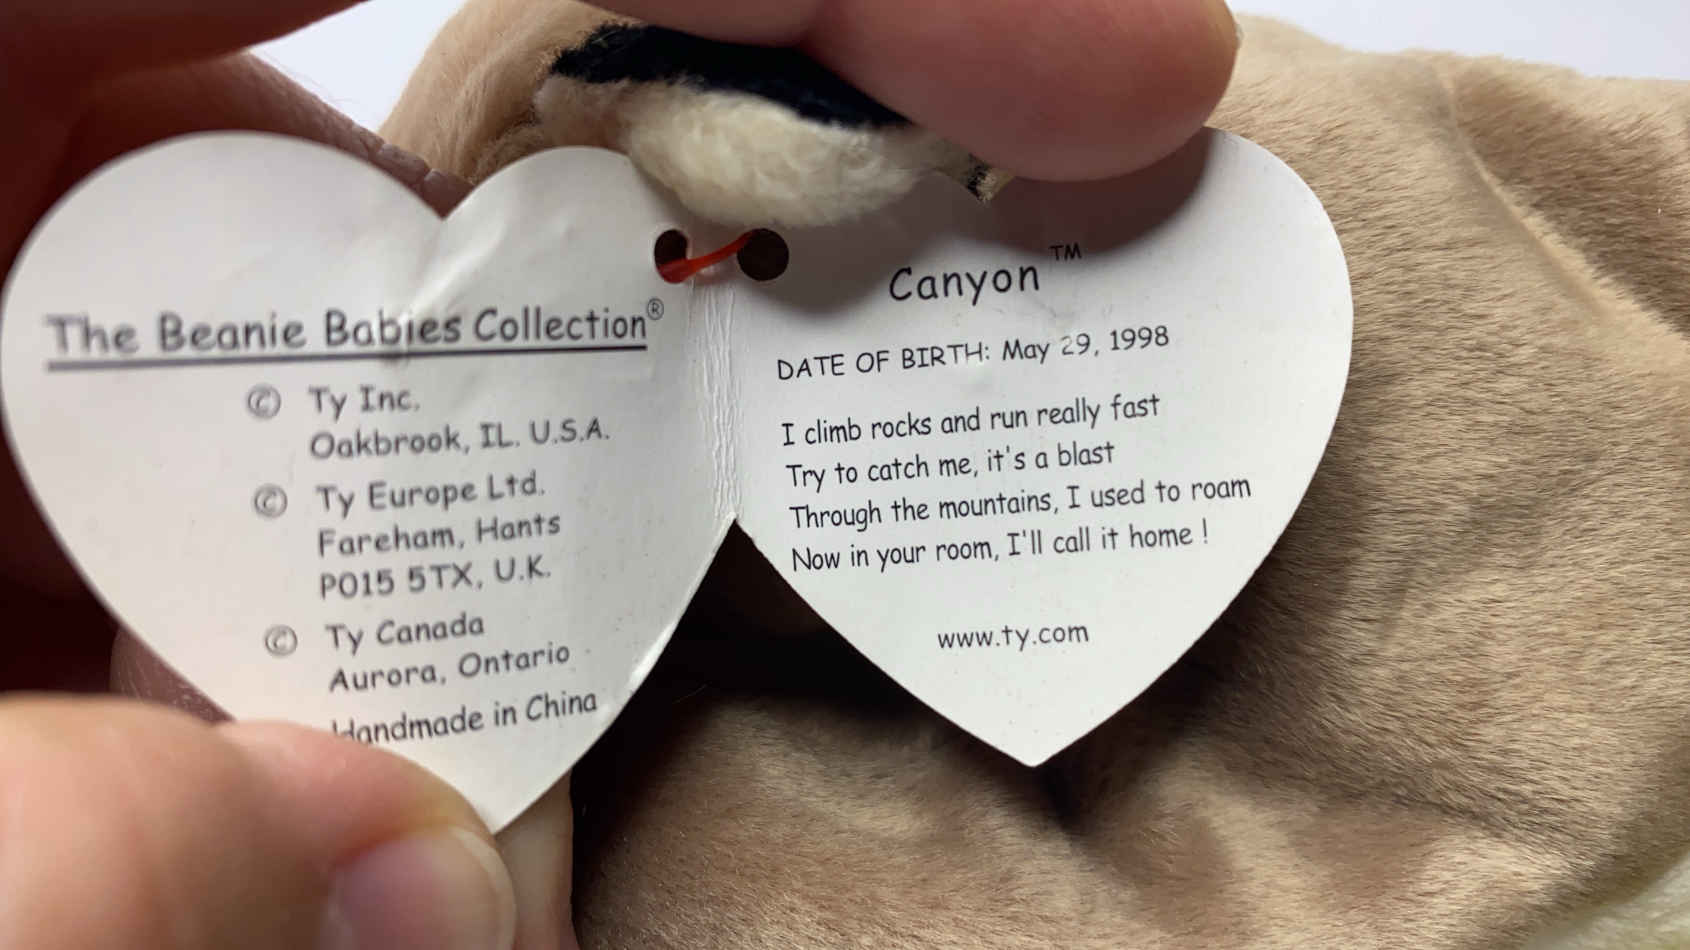 The Beanie Babies Collection®
© Ty Inc.
Oakbrook, IL. U.S.A.
© Ty Europe Ltd.
Fareham, Hants
PO15 5TX, U.K.
© Ty Canada
Aurora, Ontario
Handmade in China
Canyon™
DATE OF BIRTH: May 29, 1998
I climb rocks and run really fast
Try to catch me, it's a blast
Through the mountains, I used to roam
Now in your room, I'll call it home !
www.ty.com